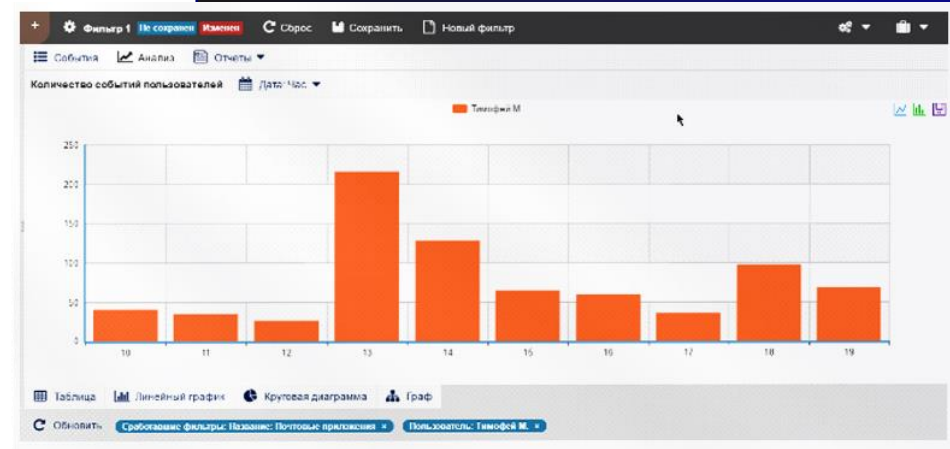 + Фильтр 1 Не сохранен Изменен Сброс Сохранить Новый фильтр
События Анализ Отчеты
Количество событий пользователей Дата: Час
Тимофей М
250
200
150
100
50
0
10 11 12 13 14 15 16 17 18 19
Таблица Линейный график Круговая диаграмма Граф
Обновить Сработавшие фильтры: Название: Почтовые приложения × Пользователь: Тимофей М. ×